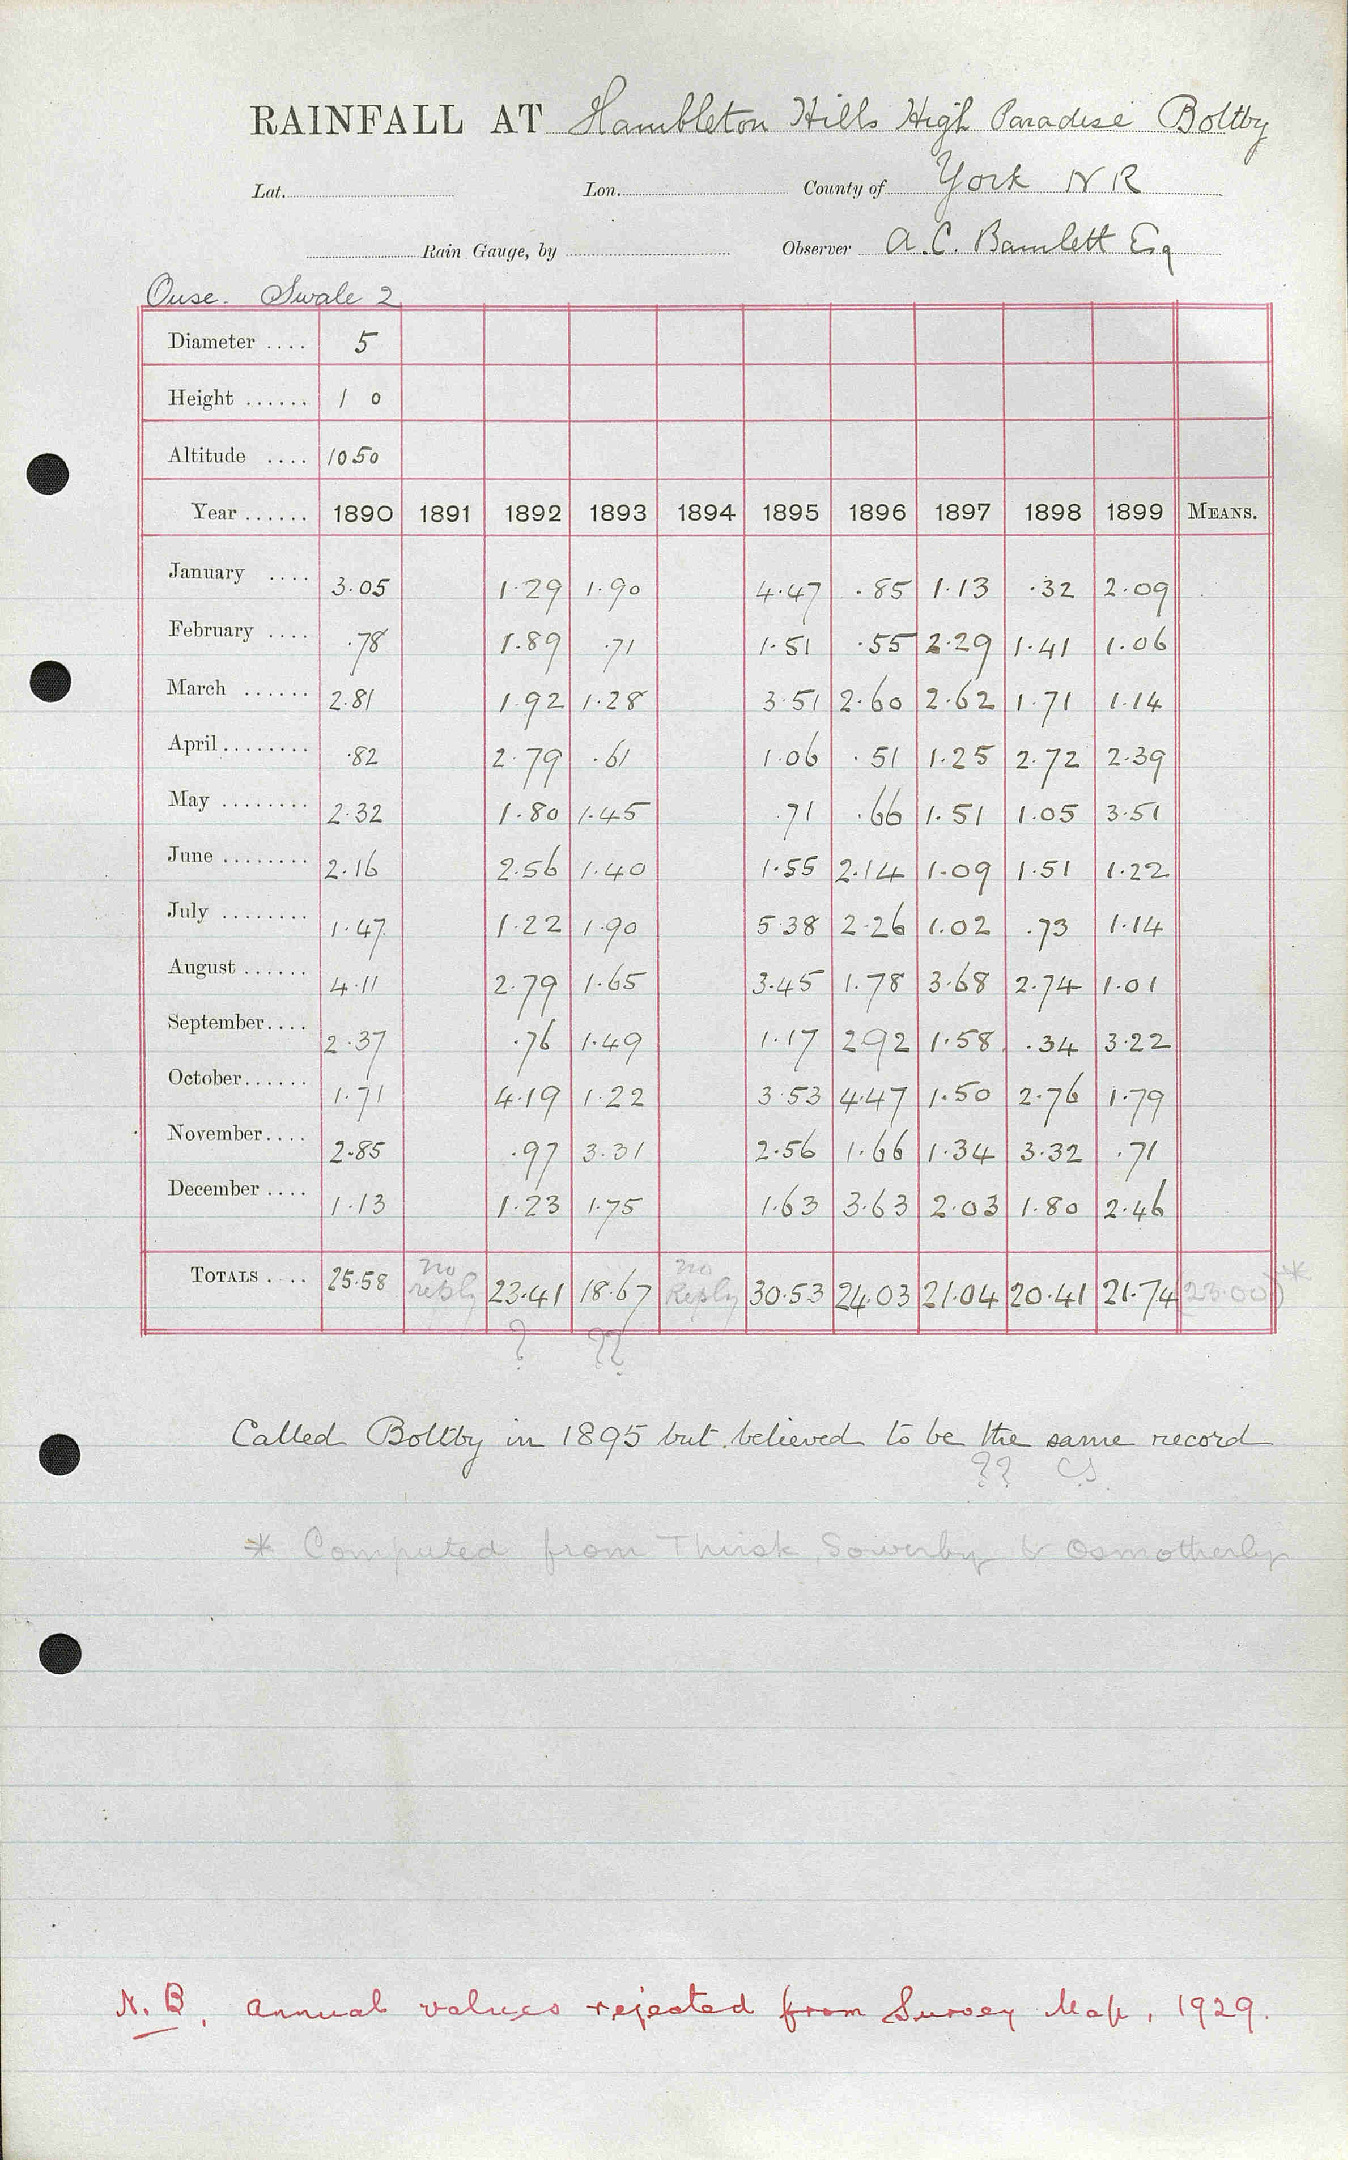 RAINFALL AT Hambleton Hills High Paradise Boltby
Lat. Lon. County of York N R
Rain Gauge, by Observer A.C. Bamlett Esq
Ouse. Swale 2
Diameter .... 5
Height ...... 1 0
Altitude .... 1050
Year ...... 1890 1891 1892 1893 1894 1895 1896 1897 1898 1899 MEANS.
January .... 3.05 1.29 1.90 4.47 .85 1.13 .32 2.09
February .... .78 1.89 .71 1.51 .55 2.29 1.41 1.06
March ...... 2.81 1.92 1.28 3.51 2.60 2.62 1.71 1.14
April ........ .82 2.79 .61 1.06 .51 1.25 2.72 2.39
May ........ 2.32 1.80 1.45 .71 .66 1.51 1.05 3.51
June ........ 2.16 2.56 1.40 1.55 2.14 1.09 1.51 1.22
July ........ 1.47 1.22 1.90 5.38 2.26 1.02 .73 1.14
August ...... 4.11 2.79 1.65 3.45 1.78 3.68 2.74 1.01
September.... 2.37 .76 1.49 1.17 2.92 1.58 .34 3.22
October...... 1.71 4.19 1.22 3.53 4.47 1.50 2.76 1.79
November.... 2.85 .97 3.31 2.56 1.66 1.34 3.32 .71
December .... 1.13 1.23 1.75 1.63 3.63 2.03 1.80 2.46
TOTALS .... 25.58 no reply 23.41 18.67 no Reply 30.53 24.03 21.04 20.41 21.74 (23.00)*
? ??
Called Boltby in 1895 but believed to be the same record
?? CS.
* Computed from Thirsk, Sowerby & Osmotherly
N.B. annual values rejected from Survey Map, 1929.